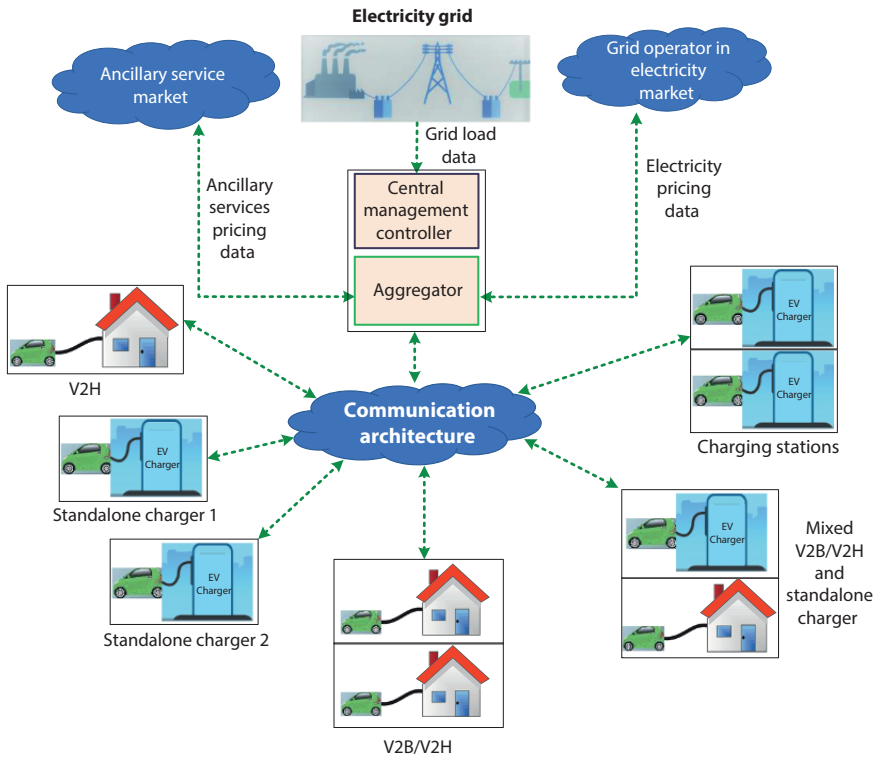 Electricity grid
Ancillary service
market
Grid operator in
electricity
market
Grid load
data
Ancillary
services
pricing
data
Electricity
pricing
data
Central
management
controller
Aggregator
V2H
EV
Charger
EV
Charger
Charging stations
Communication
architecture
EV
Charger
Standalone charger 1
EV
Charger
Standalone charger 2
EV
Charger
Mixed
V2B/V2H
and
standalone
charger
V2B/V2H